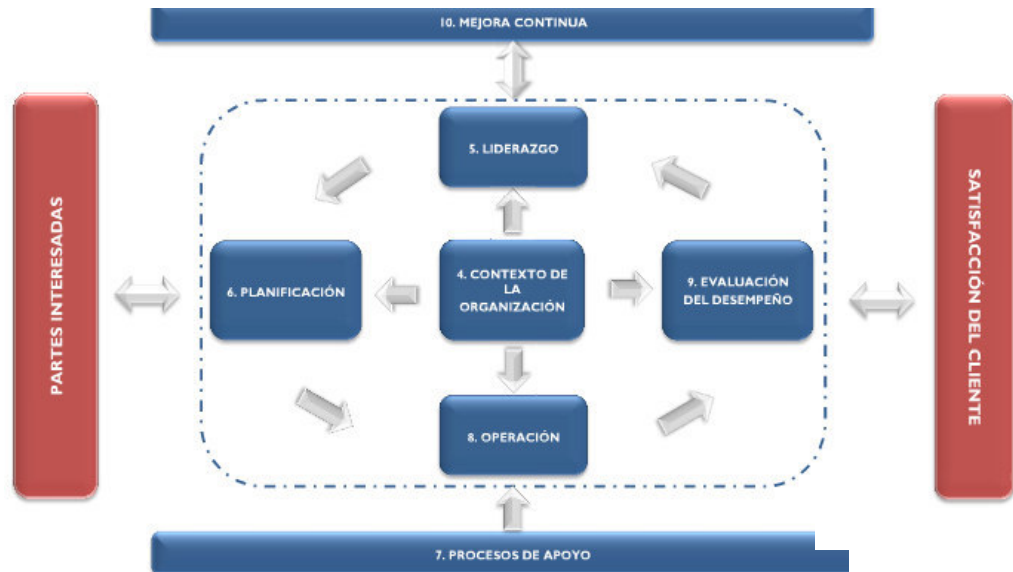 10. MEJORA CONTINUA
PARTES INTERESADAS
5. LIDERAZGO
6. PLANIFICACIÓN
4. CONTEXTO DE
LA
ORGANIZACIÓN
9. EVALUACIÓN
DEL DESEMPEÑO
8. OPERACIÓN
SATISFACCIÓN DEL CLIENTE
7. PROCESOS DE APOYO